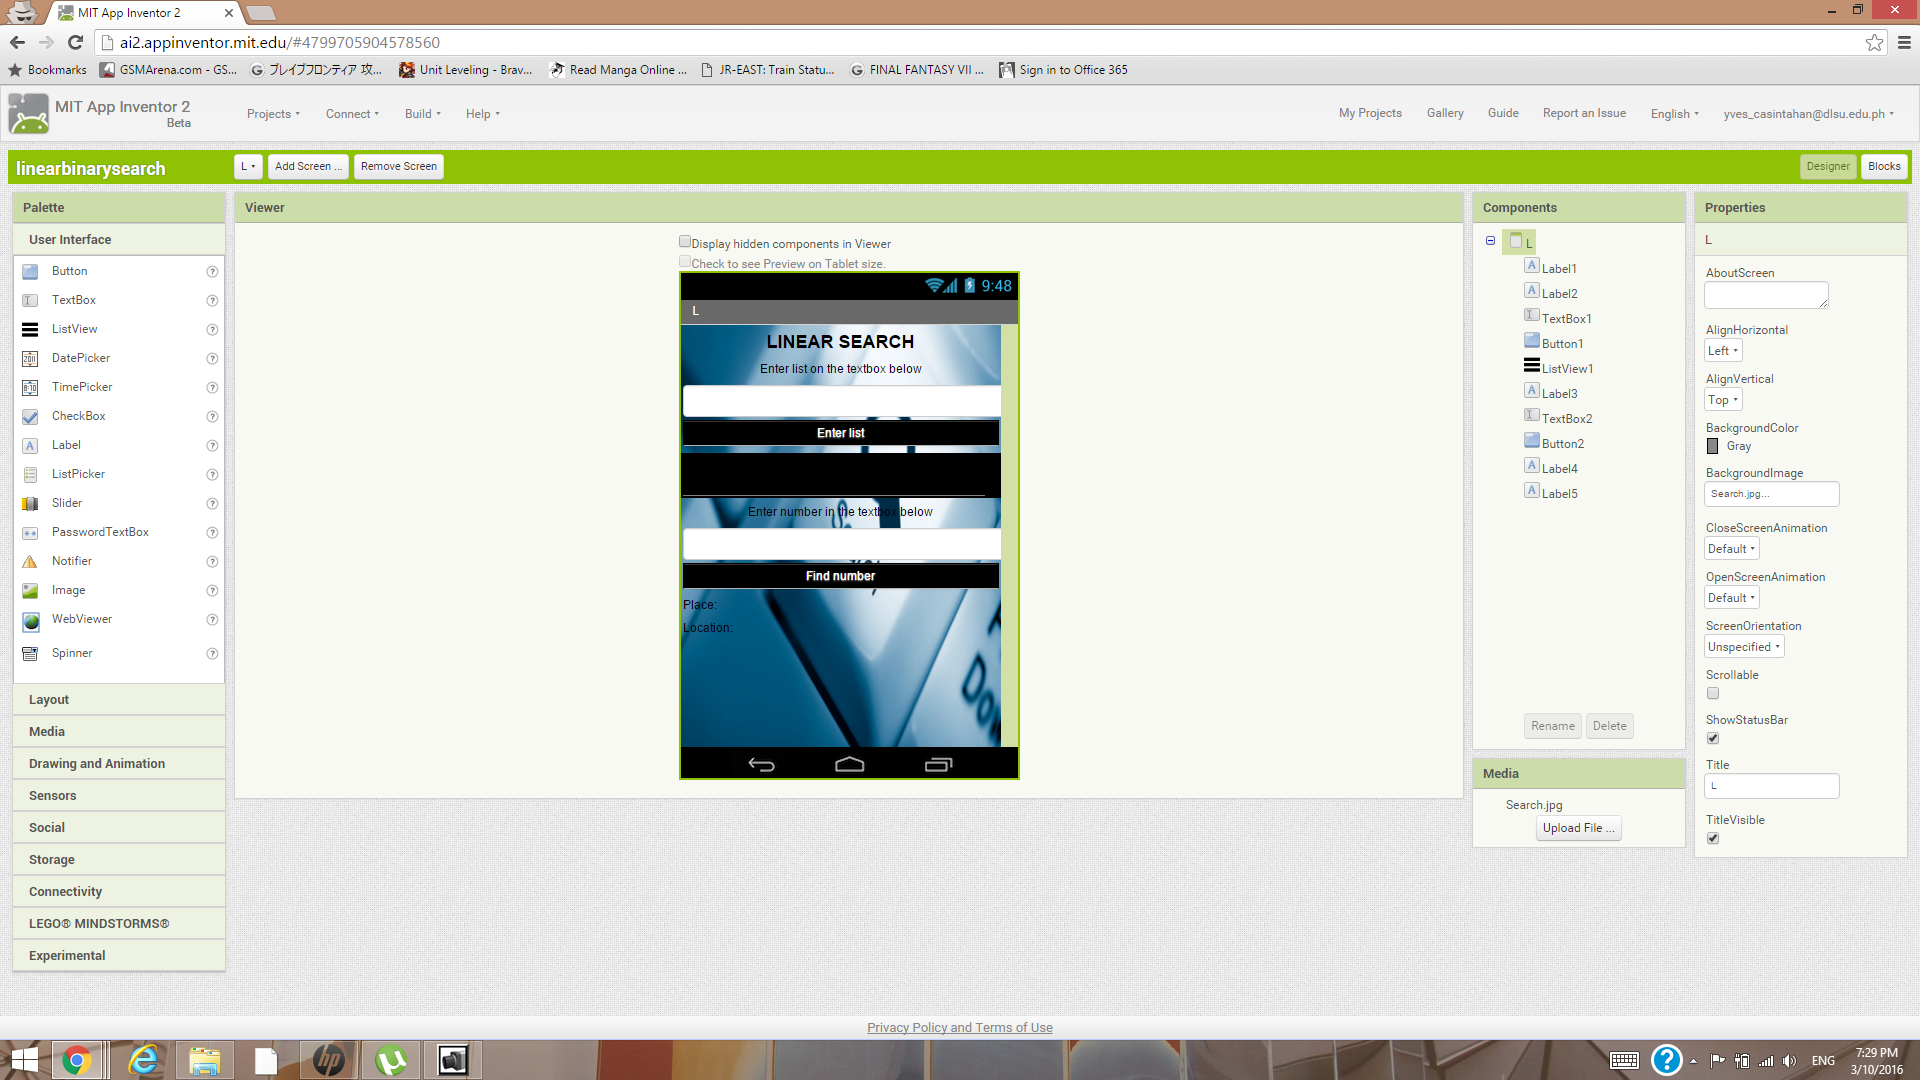 MIT App Inventor 2
ai2.appinventor.mit.edu/#4799705904578560
Bookmarks GSMArena.com - GS... ブレイブフロンティア 攻... Unit Leveling - Brav... Read Manga Online ... JR-EAST: Train Statu... FINAL FANTASY VII ... Sign in to Office 365
MIT App Inventor 2
Beta
Projects Connect Build Help
My Projects Gallery Guide Report an Issue English yves_casintahan@dlsu.edu.ph
linearbinarysearch
L Add Screen ... Remove Screen
Designer Blocks
Palette
User Interface
Button ?
TextBox ?
ListView ?
DatePicker ?
TimePicker ?
CheckBox ?
Label ?
ListPicker ?
Slider ?
PasswordTextBox ?
Notifier ?
Image ?
WebViewer ?
Spinner ?
Layout
Media
Drawing and Animation
Sensors
Social
Storage
Connectivity
LEGO® MINDSTORMS®
Experimental
Viewer
Display hidden components in Viewer
Check to see Preview on Tablet size.
9:48
L
LINEAR SEARCH
Enter list on the textbox below
Enter list
Enter number in the textbox below
Find number
Place:
Location:
Components
L
Label1
Label2
TextBox1
Button1
ListView1
Label3
TextBox2
Button2
Label4
Label5
Rename Delete
Media
Search.jpg
Upload File ...
Properties
L
AboutScreen
AlignHorizontal
Left
AlignVertical
Top
BackgroundColor
Gray
BackgroundImage
Search.jpg...
CloseScreenAnimation
Default
OpenScreenAnimation
Default
ScreenOrientation
Unspecified
Scrollable
ShowStatusBar
Title
L
TitleVisible
Privacy Policy and Terms of Use
hp
ENG
7:29 PM
3/10/2016